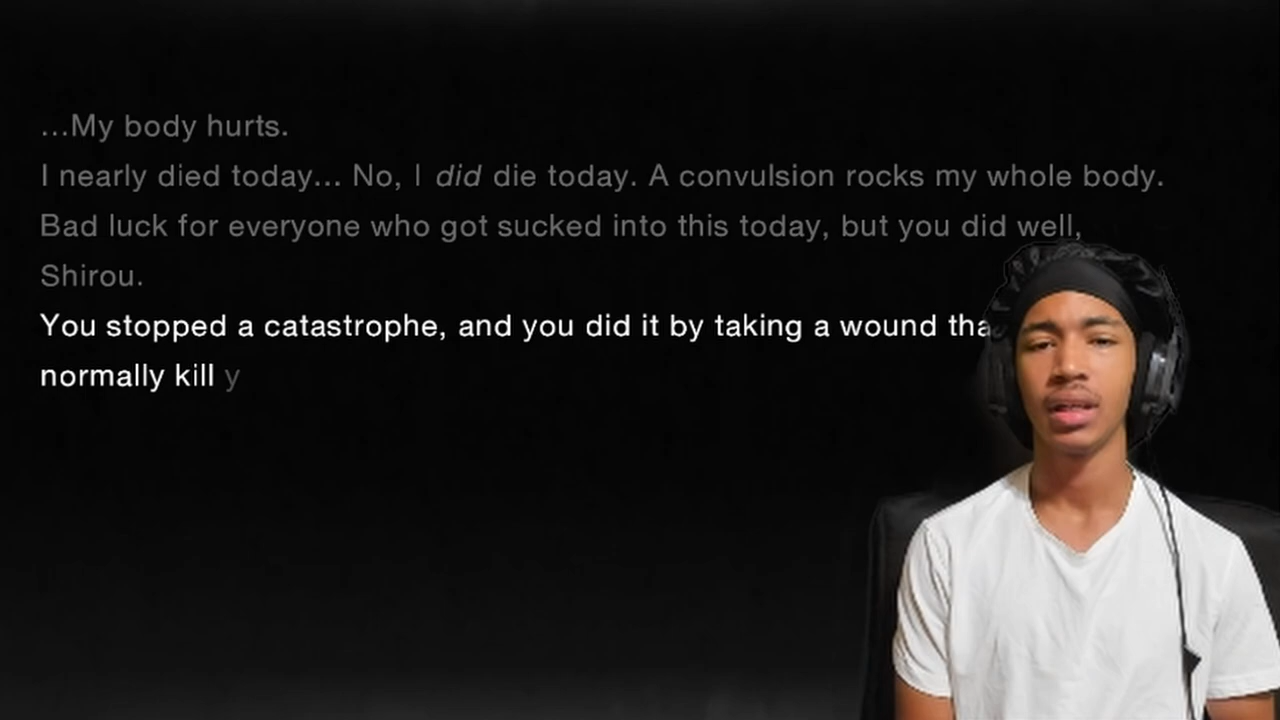 ...My body hurts.
I nearly died today... No, I did die today. A convulsion rocks my whole body.
Bad luck for everyone who got sucked into this today, but you did well,
Shirou.
You stopped a catastrophe, and you did it by taking a wound
normally kill y